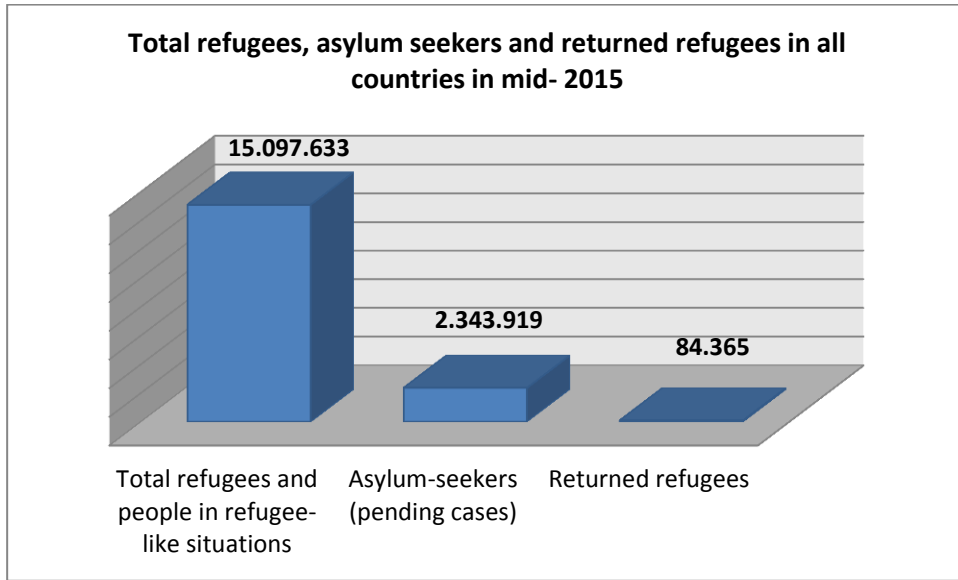 Total refugees, asylum seekers and returned refugees in all
countries in mid- 2015
15.097.633
2.343.919
84.365
Total refugees and
people in refugee-
like situations
Asylum-seekers
(pending cases)
Returned refugees